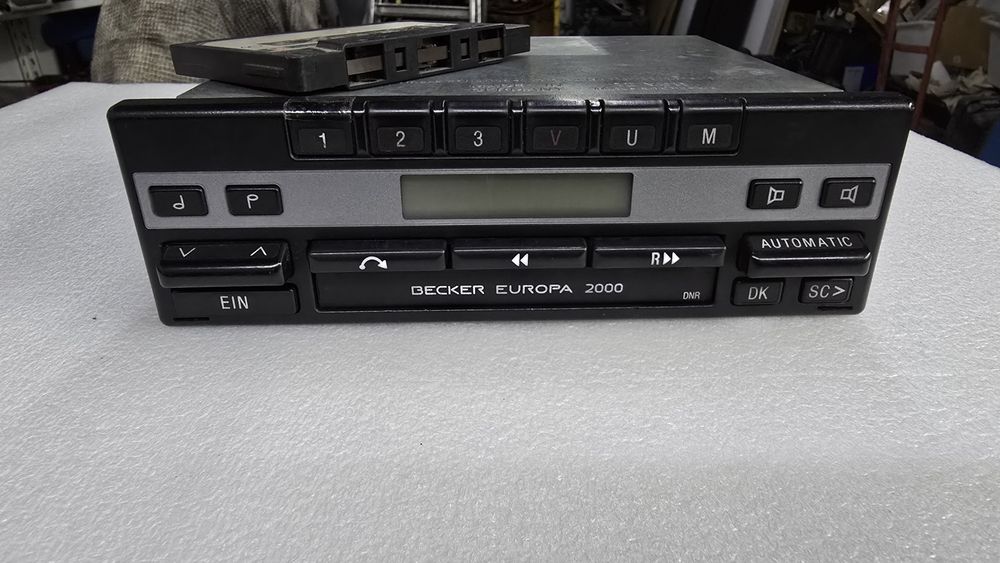 1 2 3 V U M
AUTOMATIC
R
EIN
BECKER EUROPA 2000
DNR
DK
SC>